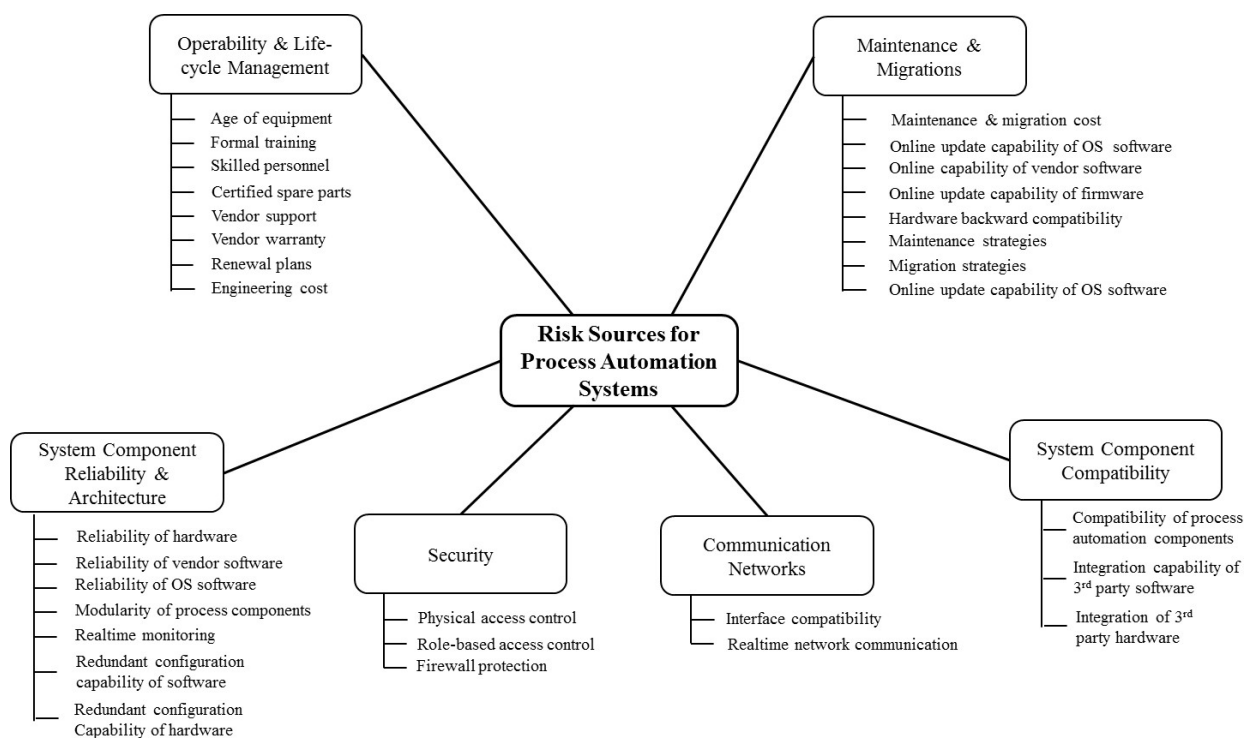 Operability & Life-
cycle Management
Age of equipment
Formal training
Skilled personnel
Certified spare parts
Vendor support
Vendor warranty
Renewal plans
Engineering cost
Maintenance &
Migrations
Maintenance & migration cost
Online update capability of OS software
Online capability of vendor software
Online update capability of firmware
Hardware backward compatibility
Maintenance strategies
Migration strategies
Online update capability of OS software
Risk Sources for
Process Automation
Systems
System Component
Reliability &
Architecture
Reliability of hardware
Reliability of vendor software
Reliability of OS software
Modularity of process components
Realtime monitoring
Redundant configuration
capability of software
Redundant configuration
Capability of hardware
Security
Physical access control
Role-based access control
Firewall protection
Communication
Networks
Interface compatibility
Realtime network communication
System Component
Compatibility
Compatibility of process
automation components
Integration capability of
3rd party software
Integration of 3rd
party hardware